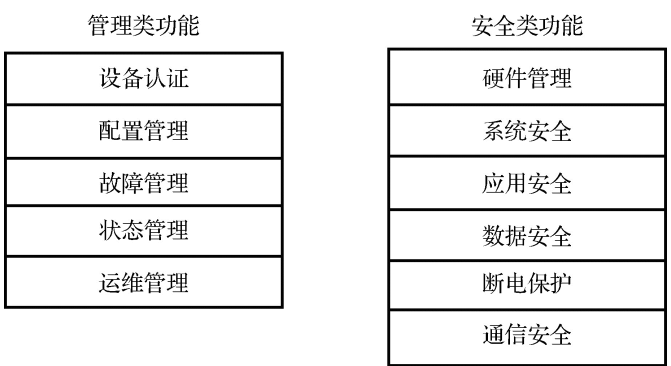 管理类功能
设备认证
配置管理
故障管理
状态管理
运维管理
安全类功能
硬件管理
系统安全
应用安全
数据安全
断电保护
通信安全